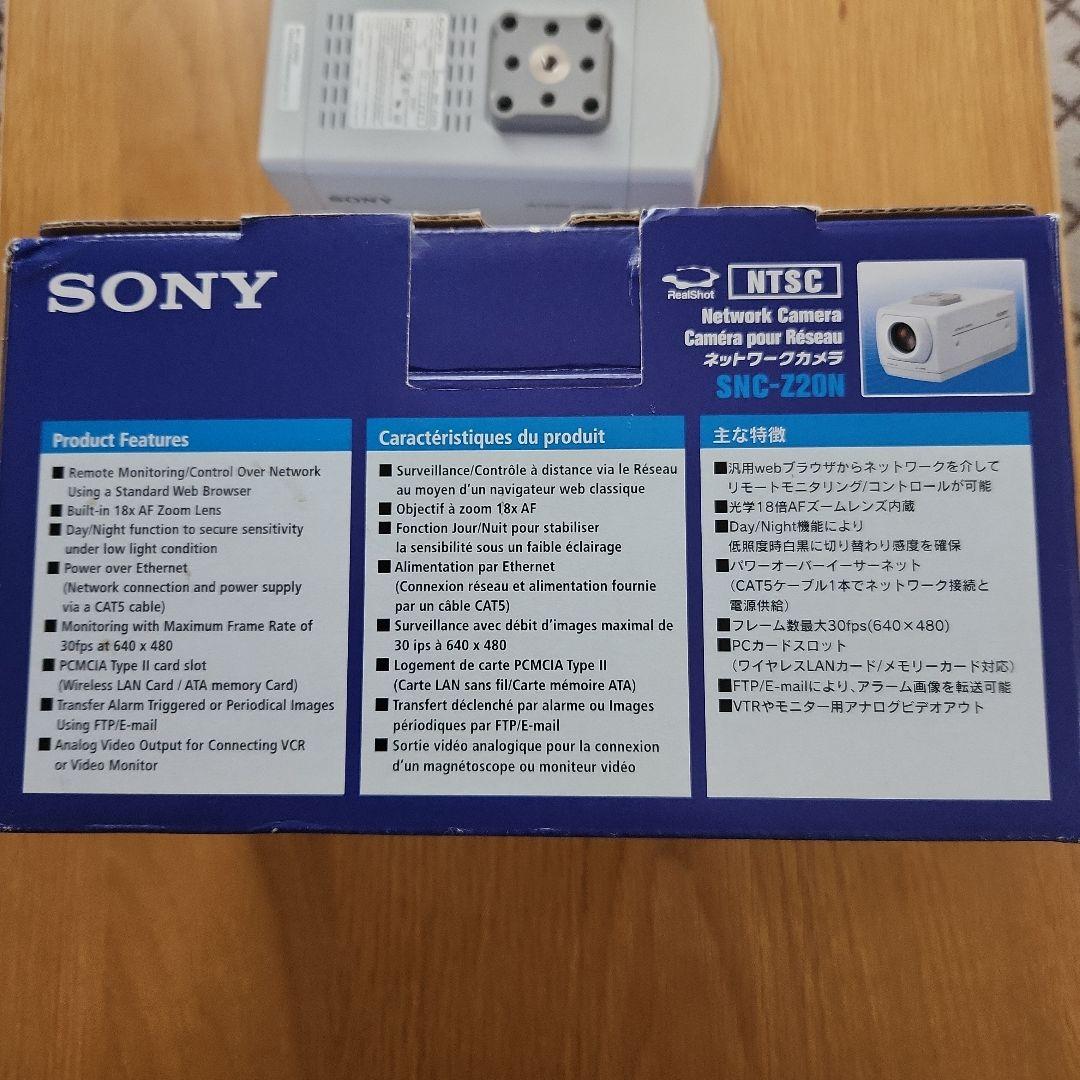 SONY
SONY
RealShot
NTSC
Network Camera
Caméra pour Réseau
ネットワークカメラ
SNC-Z20N
Product Features
■ Remote Monitoring/Control Over Network
Using a Standard Web Browser
■ Built-in 18x AF Zoom Lens
■ Day/Night function to secure sensitivity
under low light condition
■ Power over Ethernet
(Network connection and power supply
via a CAT5 cable)
■ Monitoring with Maximum Frame Rate of
30fps at 640 x 480
■ PCMCIA Type II card slot
(Wireless LAN Card / ATA memory Card)
■ Transfer Alarm Triggered or Periodical Images
Using FTP/E-mail
■ Analog Video Output for Connecting VCR
or Video Monitor
Caractéristiques du produit
■ Surveillance/Contrôle à distance via le Réseau
au moyen d'un navigateur web classique
■ Objectif à zoom 18x AF
■ Fonction Jour/Nuit pour stabiliser
la sensibilité sous un faible éclairage
■ Alimentation par Ethernet
(Connexion réseau et alimentation fournie
par un câble CAT5)
■ Surveillance avec débit d'images maximal de
30 ips à 640 x 480
■ Logement de carte PCMCIA Type II
(Carte LAN sans fil/Carte mémoire ATA)
■ Transfert déclenché par alarme ou Images
périodiques par FTP/E-mail
■ Sortie vidéo analogique pour la connexion
d'un magnétoscope ou moniteur vidéo
主な特徴
■汎用webブラウザからネットワークを介して
リモートモニタリング/コントロールが可能
■光学18倍AFズームレンズ内蔵
■Day/Night機能により
低照度時白黒に切り替わり感度を確保
■パワーオーバーイーサーネット
(CAT5ケーブル1本でネットワーク接続と
電源供給)
■フレーム数最大30fps(640×480)
■PCカードスロット
(ワイヤレスLANカード/メモリーカード対応)
■FTP/E-mailにより、アラーム画像を転送可能
■VTRやモニター用アナログビデオアウト